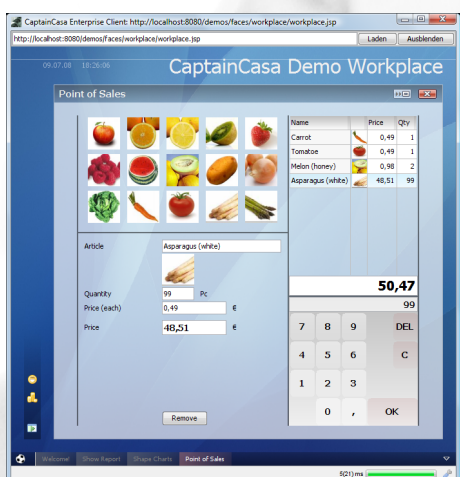 CaptainCasa Enterprise Client: http://localhost:8080/demos/faces/workplace/workplace.jsp
http://localhost:8080/demos/faces/workplace/workplace.jsp Laden Ausblenden
09.07.08 18:26:06 CaptainCasa Demo Workplace
Point of Sales
Name Price Qty
Carrot 0,49 1
Tomatoe 0,49 1
Melon (honey) 0,98 2
Asparagus (white) 48,51 99
Article Asparagus (white)
Quantity 99 Pc
Price (each) 0,49 €
Price 48,51 €
Remove
50,47
99
7 8 9 DEL
4 5 6 C
1 2 3
0 , OK
Welcome! Show Report Shape Charts Point of Sales
5(21) ms